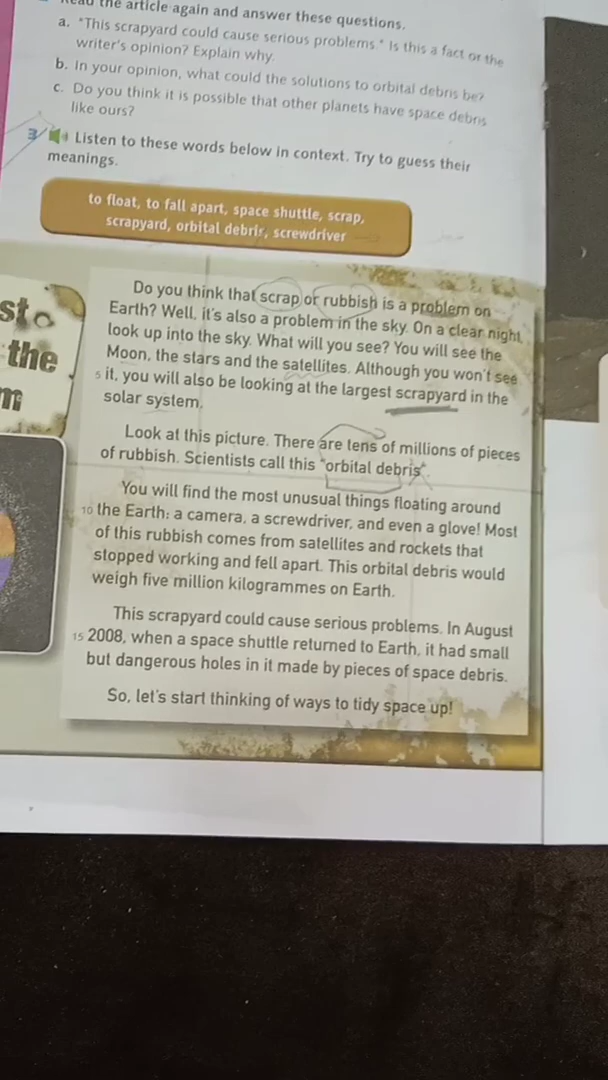 Read the article again and answer these questions.
a. "This scrapyard could cause serious problems." Is this a fact or the
writer's opinion? Explain why.
b. In your opinion, what could the solutions to orbital debris be?
c. Do you think it is possible that other planets have space debris
like ours?
3 Listen to these words below in context. Try to guess their
meanings.
to float, to fall apart, space shuttle, scrap,
scrapyard, orbital debris, screwdriver
st
the
m
Do you think that scrap or rubbish is a problem on
Earth? Well, it's also a problem in the sky. On a clear night,
look up into the sky. What will you see? You will see the
Moon, the stars and the satellites. Although you won't see
5 it, you will also be looking at the largest scrapyard in the
solar system.
Look at this picture. There are tens of millions of pieces
of rubbish. Scientists call this "orbital debris".
You will find the most unusual things floating around
10 the Earth: a camera, a screwdriver, and even a glove! Most
of this rubbish comes from satellites and rockets that
stopped working and fell apart. This orbital debris would
weigh five million kilogrammes on Earth.
This scrapyard could cause serious problems. In August
15 2008, when a space shuttle returned to Earth, it had small
but dangerous holes in it made by pieces of space debris.
So, let's start thinking of ways to tidy space up!